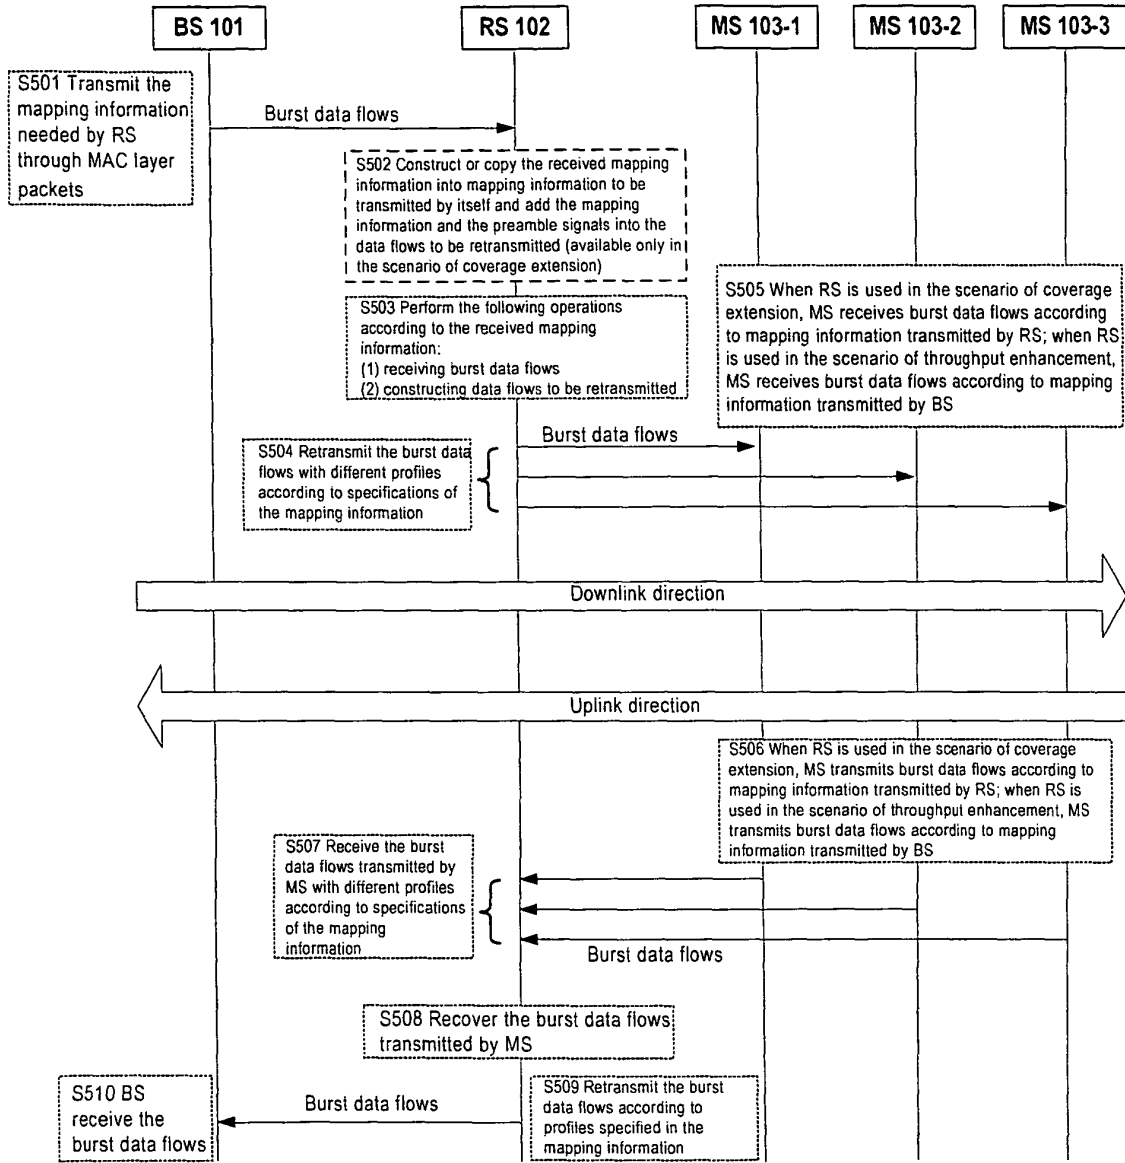 BS 101
RS 102
MS 103-1
MS 103-2
MS 103-3
S501 Transmit the
mapping information
needed by RS
through MAC layer
packets
Burst data flows
S502 Construct or copy the received mapping
information into mapping information to be
transmitted by itself and add the mapping
information and the preamble signals into the
data flows to be retransmitted (available only in
the scenario of coverage extension)
S503 Perform the following operations
according to the received mapping
information:
(1) receiving burst data flows
(2) constructing data flows to be retransmitted
S505 When RS is used in the scenario of coverage
extension, MS receives burst data flows according
to mapping information transmitted by RS; when RS
is used in the scenario of throughput enhancement,
MS receives burst data flows according to mapping
information transmitted by BS
Burst data flows
S504 Retransmit the burst data
flows with different profiles
according to specifications of
the mapping information
Downlink direction
Uplink direction
S506 When RS is used in the scenario of coverage
extension, MS transmits burst data flows according to
mapping information transmitted by RS; when RS is
used in the scenario of throughput enhancement, MS
transmits burst data flows according to mapping
information transmitted by BS
S507 Receive the burst
data flows transmitted by
MS with different profiles
according to specifications
of the mapping
information
Burst data flows
S508 Recover the burst data flows
transmitted by MS
S509 Retransmit the burst
data flows according to
profiles specified in the
mapping information
Burst data flows
S510 BS
receive the
burst data flows